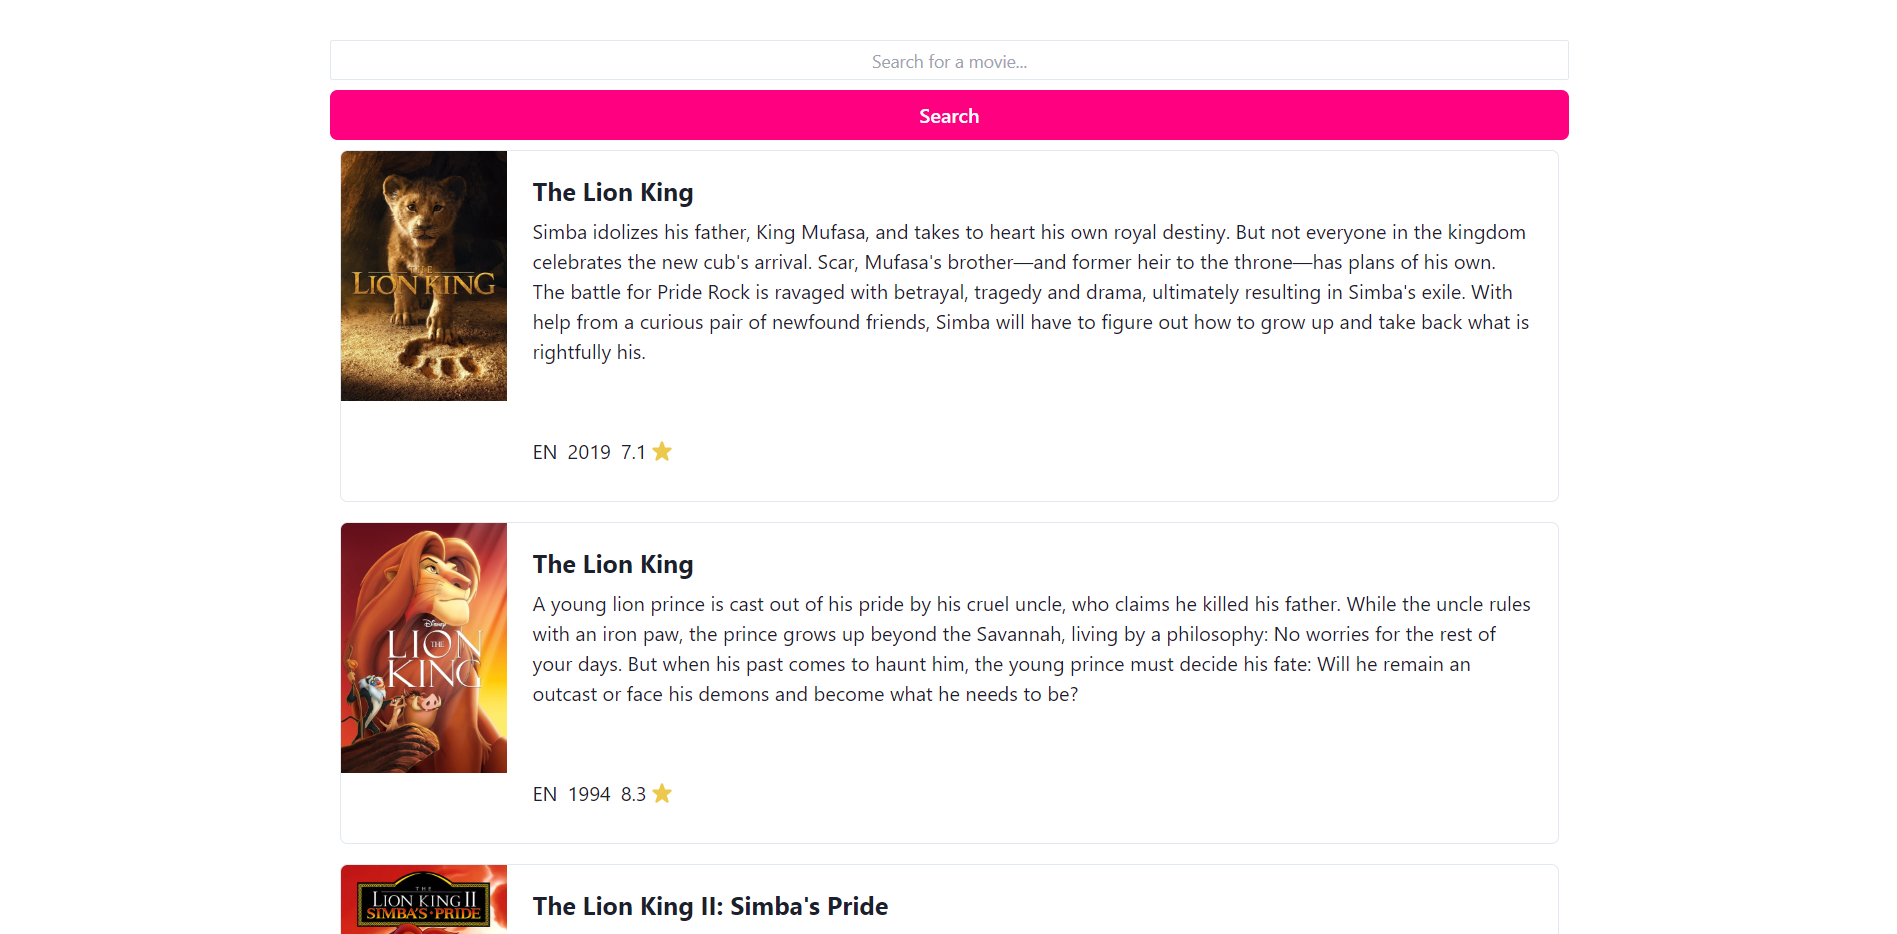 Search for a movie...
Search
THE
LION KING
The Lion King
Simba idolizes his father, King Mufasa, and takes to heart his own royal destiny. But not everyone in the kingdom
celebrates the new cub's arrival. Scar, Mufasa's brother—and former heir to the throne—has plans of his own.
The battle for Pride Rock is ravaged with betrayal, tragedy and drama, ultimately resulting in Simba's exile. With
help from a curious pair of newfound friends, Simba will have to figure out how to grow up and take back what is
rightfully his.
EN 2019 7.1
Disney
LION
THE
KING
The Lion King
A young lion prince is cast out of his pride by his cruel uncle, who claims he killed his father. While the uncle rules
with an iron paw, the prince grows up beyond the Savannah, living by a philosophy: No worries for the rest of
your days. But when his past comes to haunt him, the young prince must decide his fate: Will he remain an
outcast or face his demons and become what he needs to be?
EN 1994 8.3
THE
LION KING II
SIMBA'S·PRIDE
The Lion King II: Simba's Pride